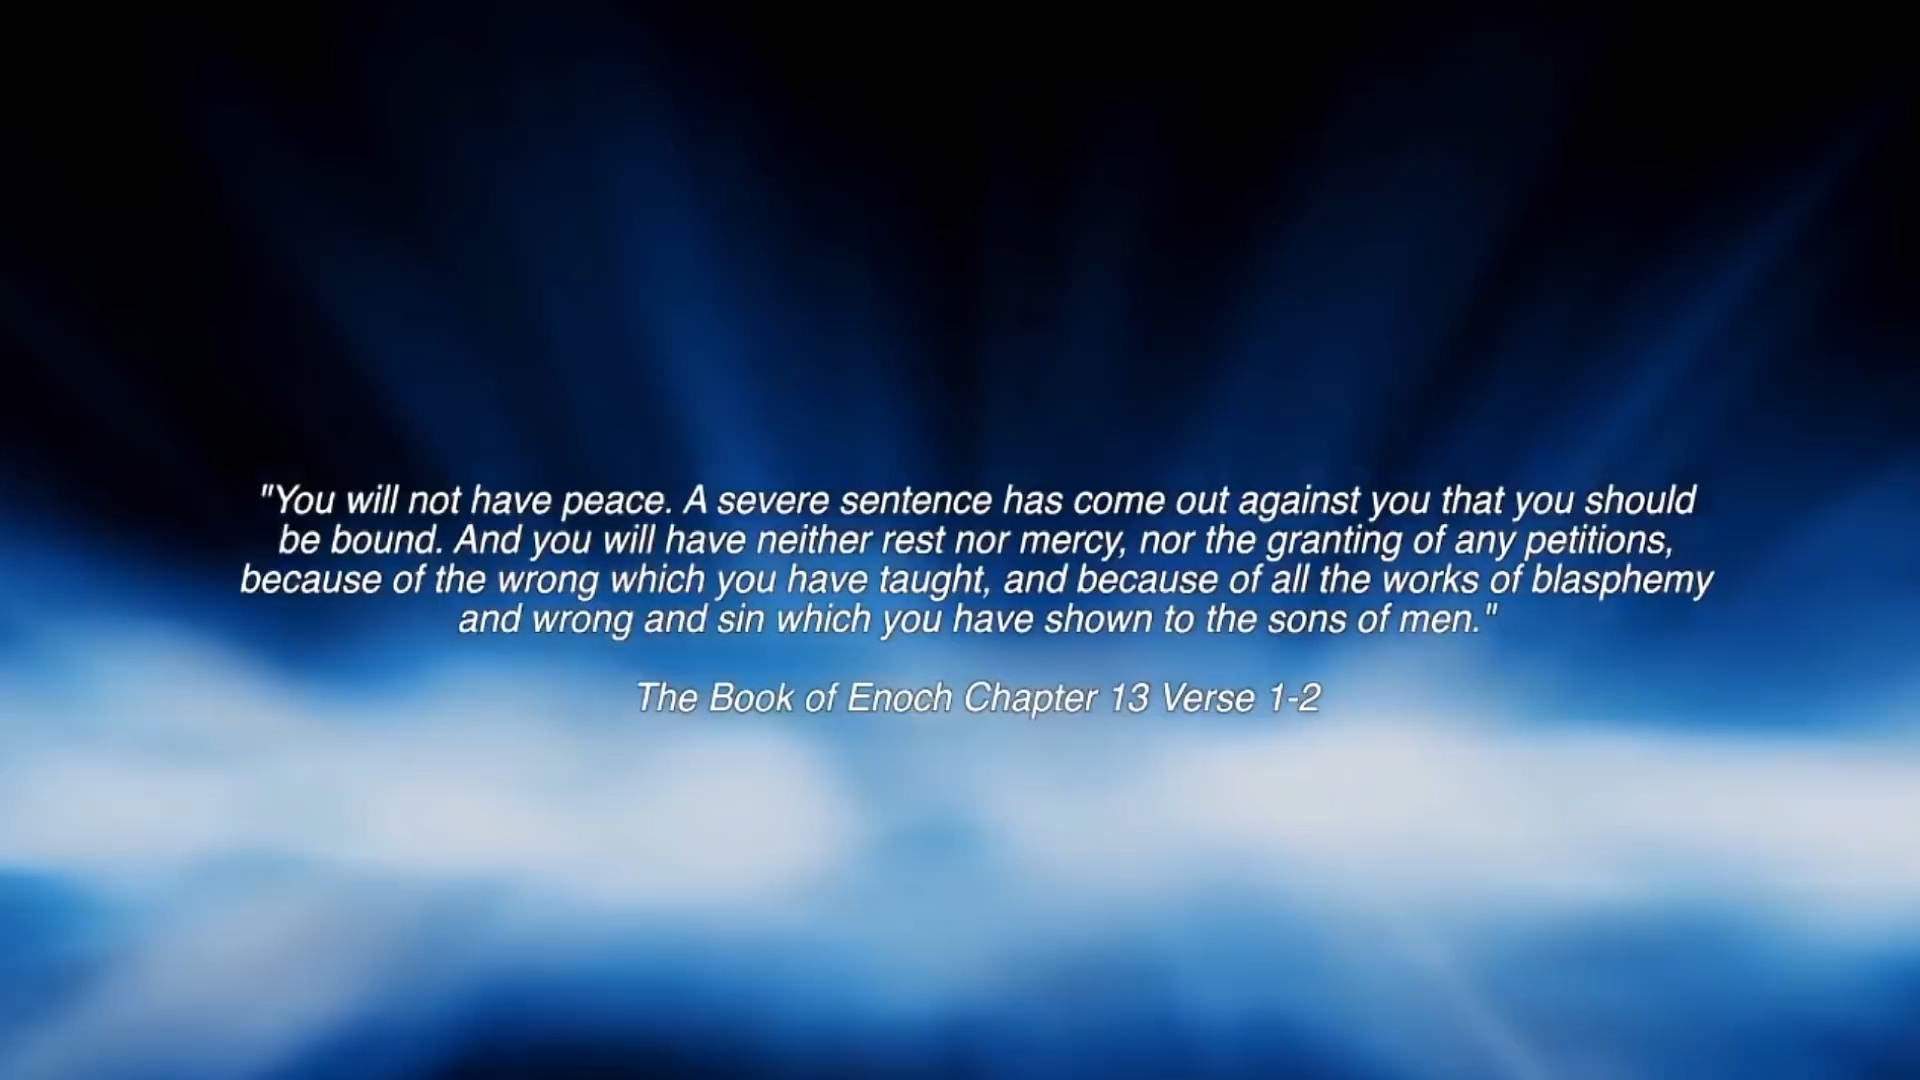 "You will not have peace. A severe sentence has come out against you that you should
be bound. And you will have neither rest nor mercy, nor the granting of any petitions,
because of the wrong which you have taught, and because of all the works of blasphemy
and wrong and sin which you have shown to the sons of men."
The Book of Enoch Chapter 13 Verse 1-2